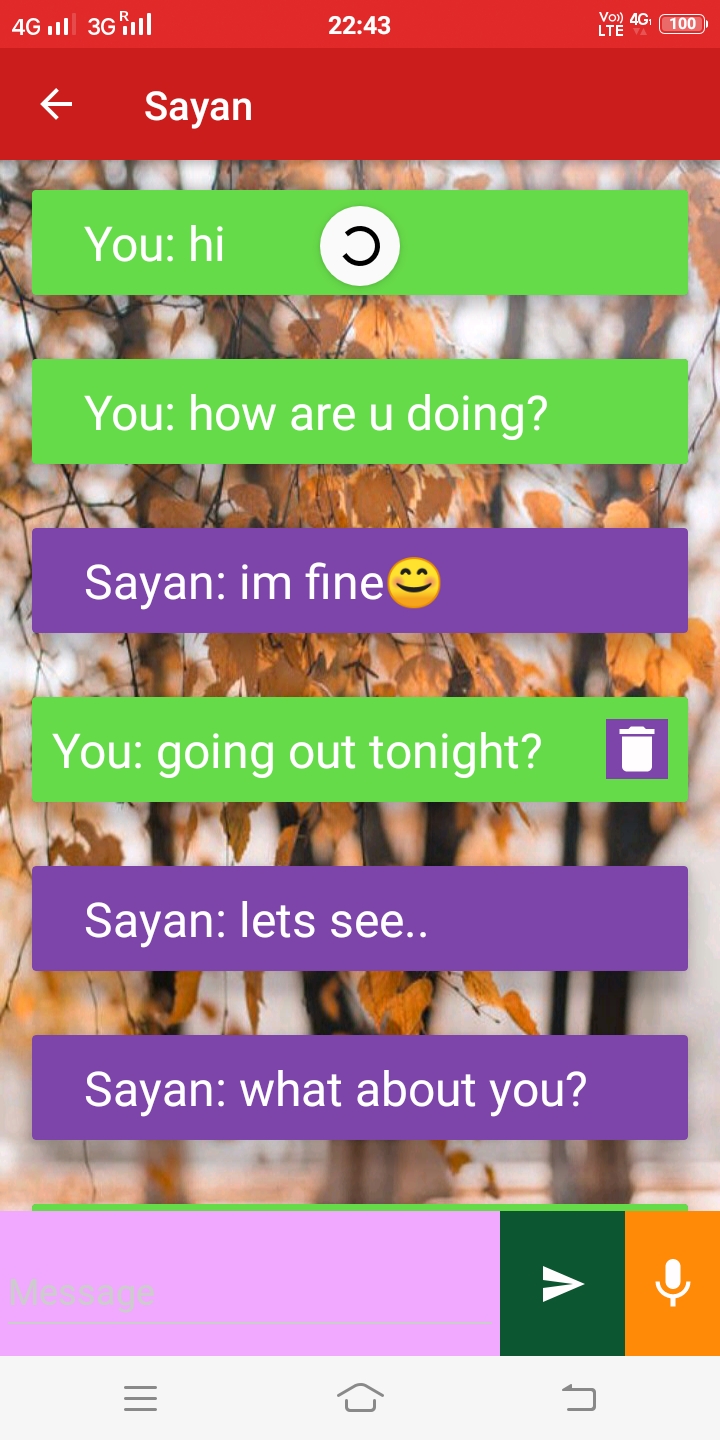 4G 3G R 22:43 Vo)) LTE 4G 100
Sayan
You: hi
You: how are u doing?
Sayan: im fine😊
You: going out tonight?
Sayan: lets see..
Sayan: what about you?
Message